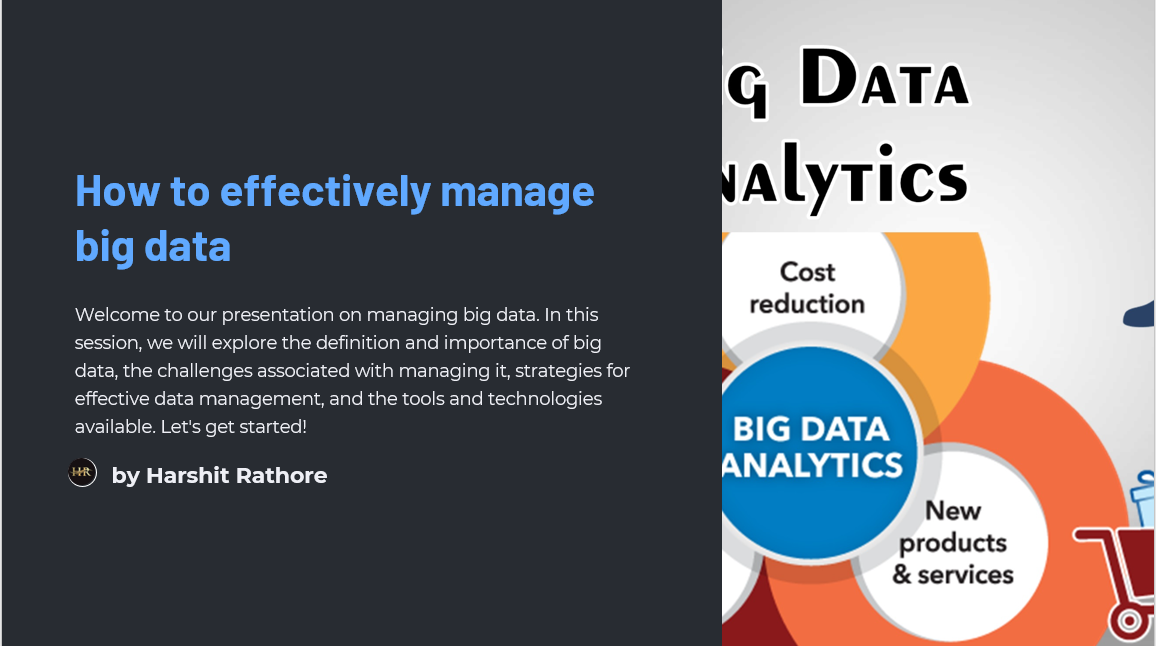 How to effectively manage
big data
Welcome to our presentation on managing big data. In this
session, we will explore the definition and importance of big
data, the challenges associated with managing it, strategies for
effective data management, and the tools and technologies
available. Let's get started!
HR
by Harshit Rathore
g Data
nalytics
Cost
reduction
BIG DATA
ANALYTICS
New
products
& services